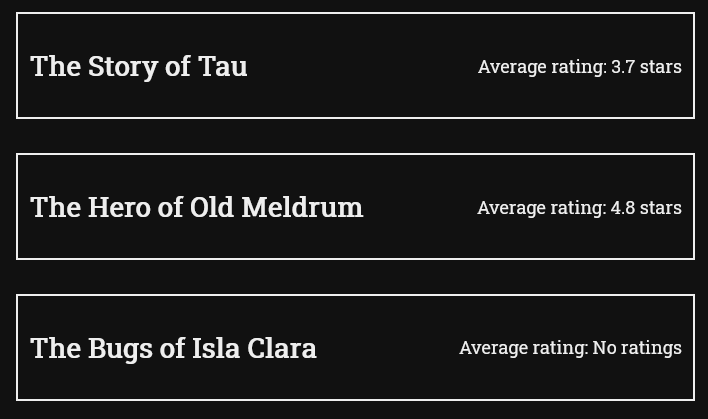 The Story of Tau
Average rating: 3.7 stars
The Hero of Old Meldrum
Average rating: 4.8 stars
The Bugs of Isla Clara
Average rating: No ratings